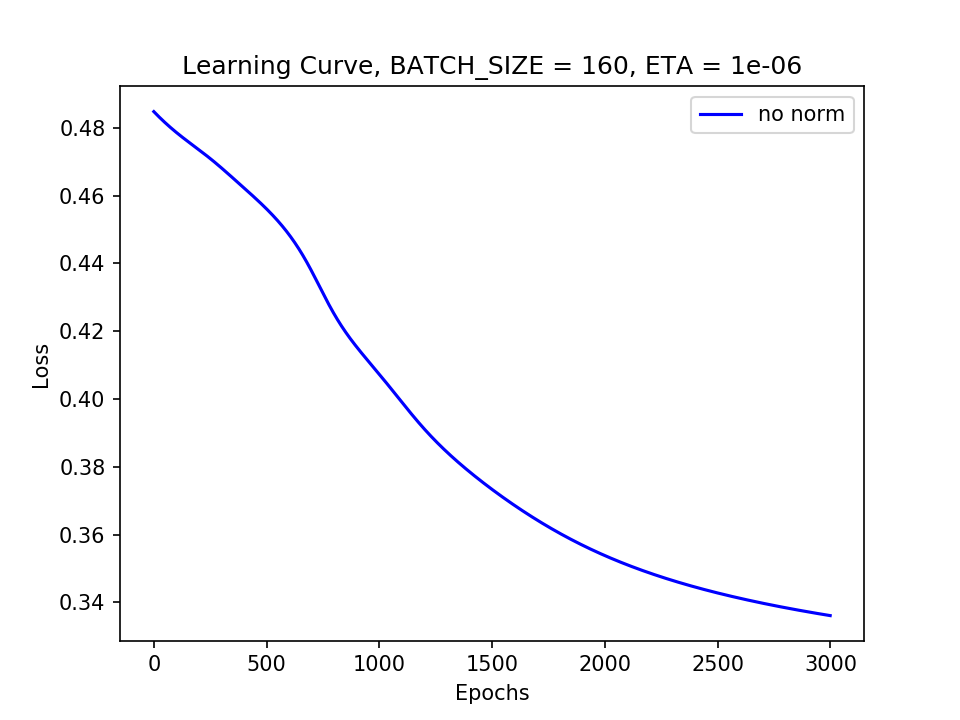 Learning Curve, BATCH_SIZE = 160, ETA = 1e-06
no norm
0.48
0.46
0.44
0.42
0.40
0.38
0.36
0.34
Loss
0 500 1000 1500 2000 2500 3000
Epochs